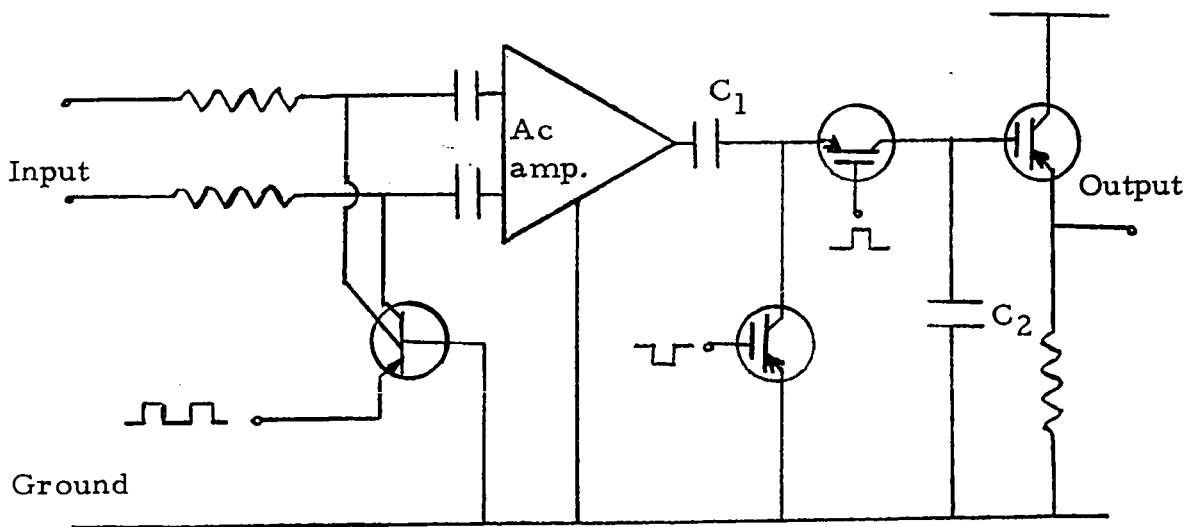 C1
Ac
amp.
Input
Output
C2
Ground